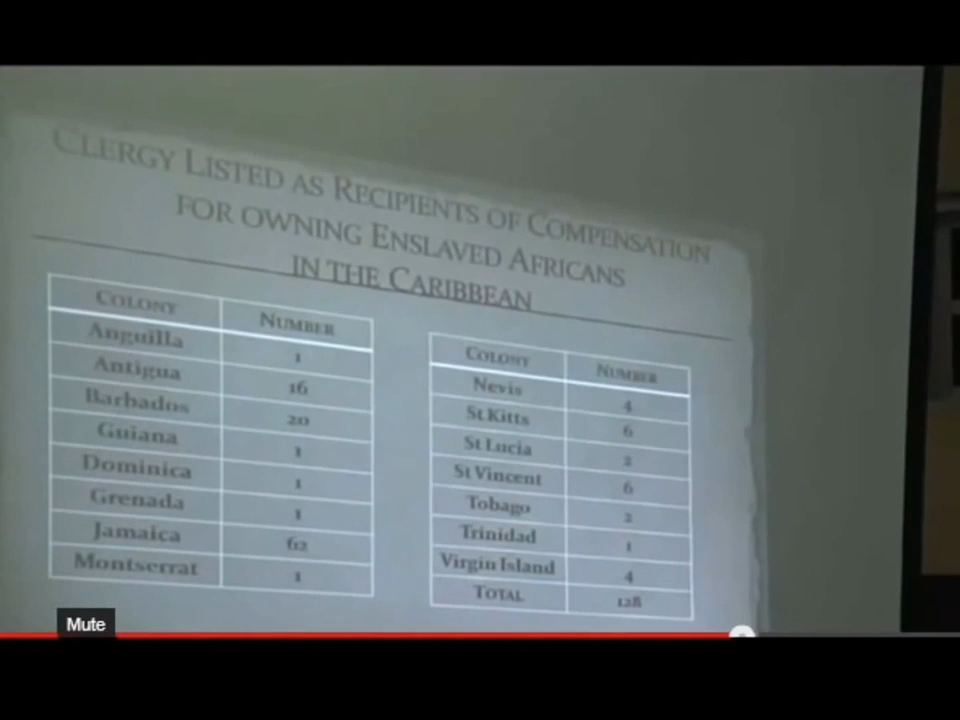 CLERGY LISTED AS RECIPIENTS OF COMPENSATION
FOR OWNING ENSLAVED AFRICANS
IN THE CARIBBEAN
COLONY NUMBER
Anguilla 1
Antigua 16
Barbados 20
Guiana 1
Dominica 1
Grenada 1
Jamaica 62
Montserrat 1
COLONY NUMBER
Nevis 4
St Kitts 6
St Lucia 2
St Vincent 6
Tobago 2
Trinidad 1
Virgin Island 4
TOTAL 128
Mute